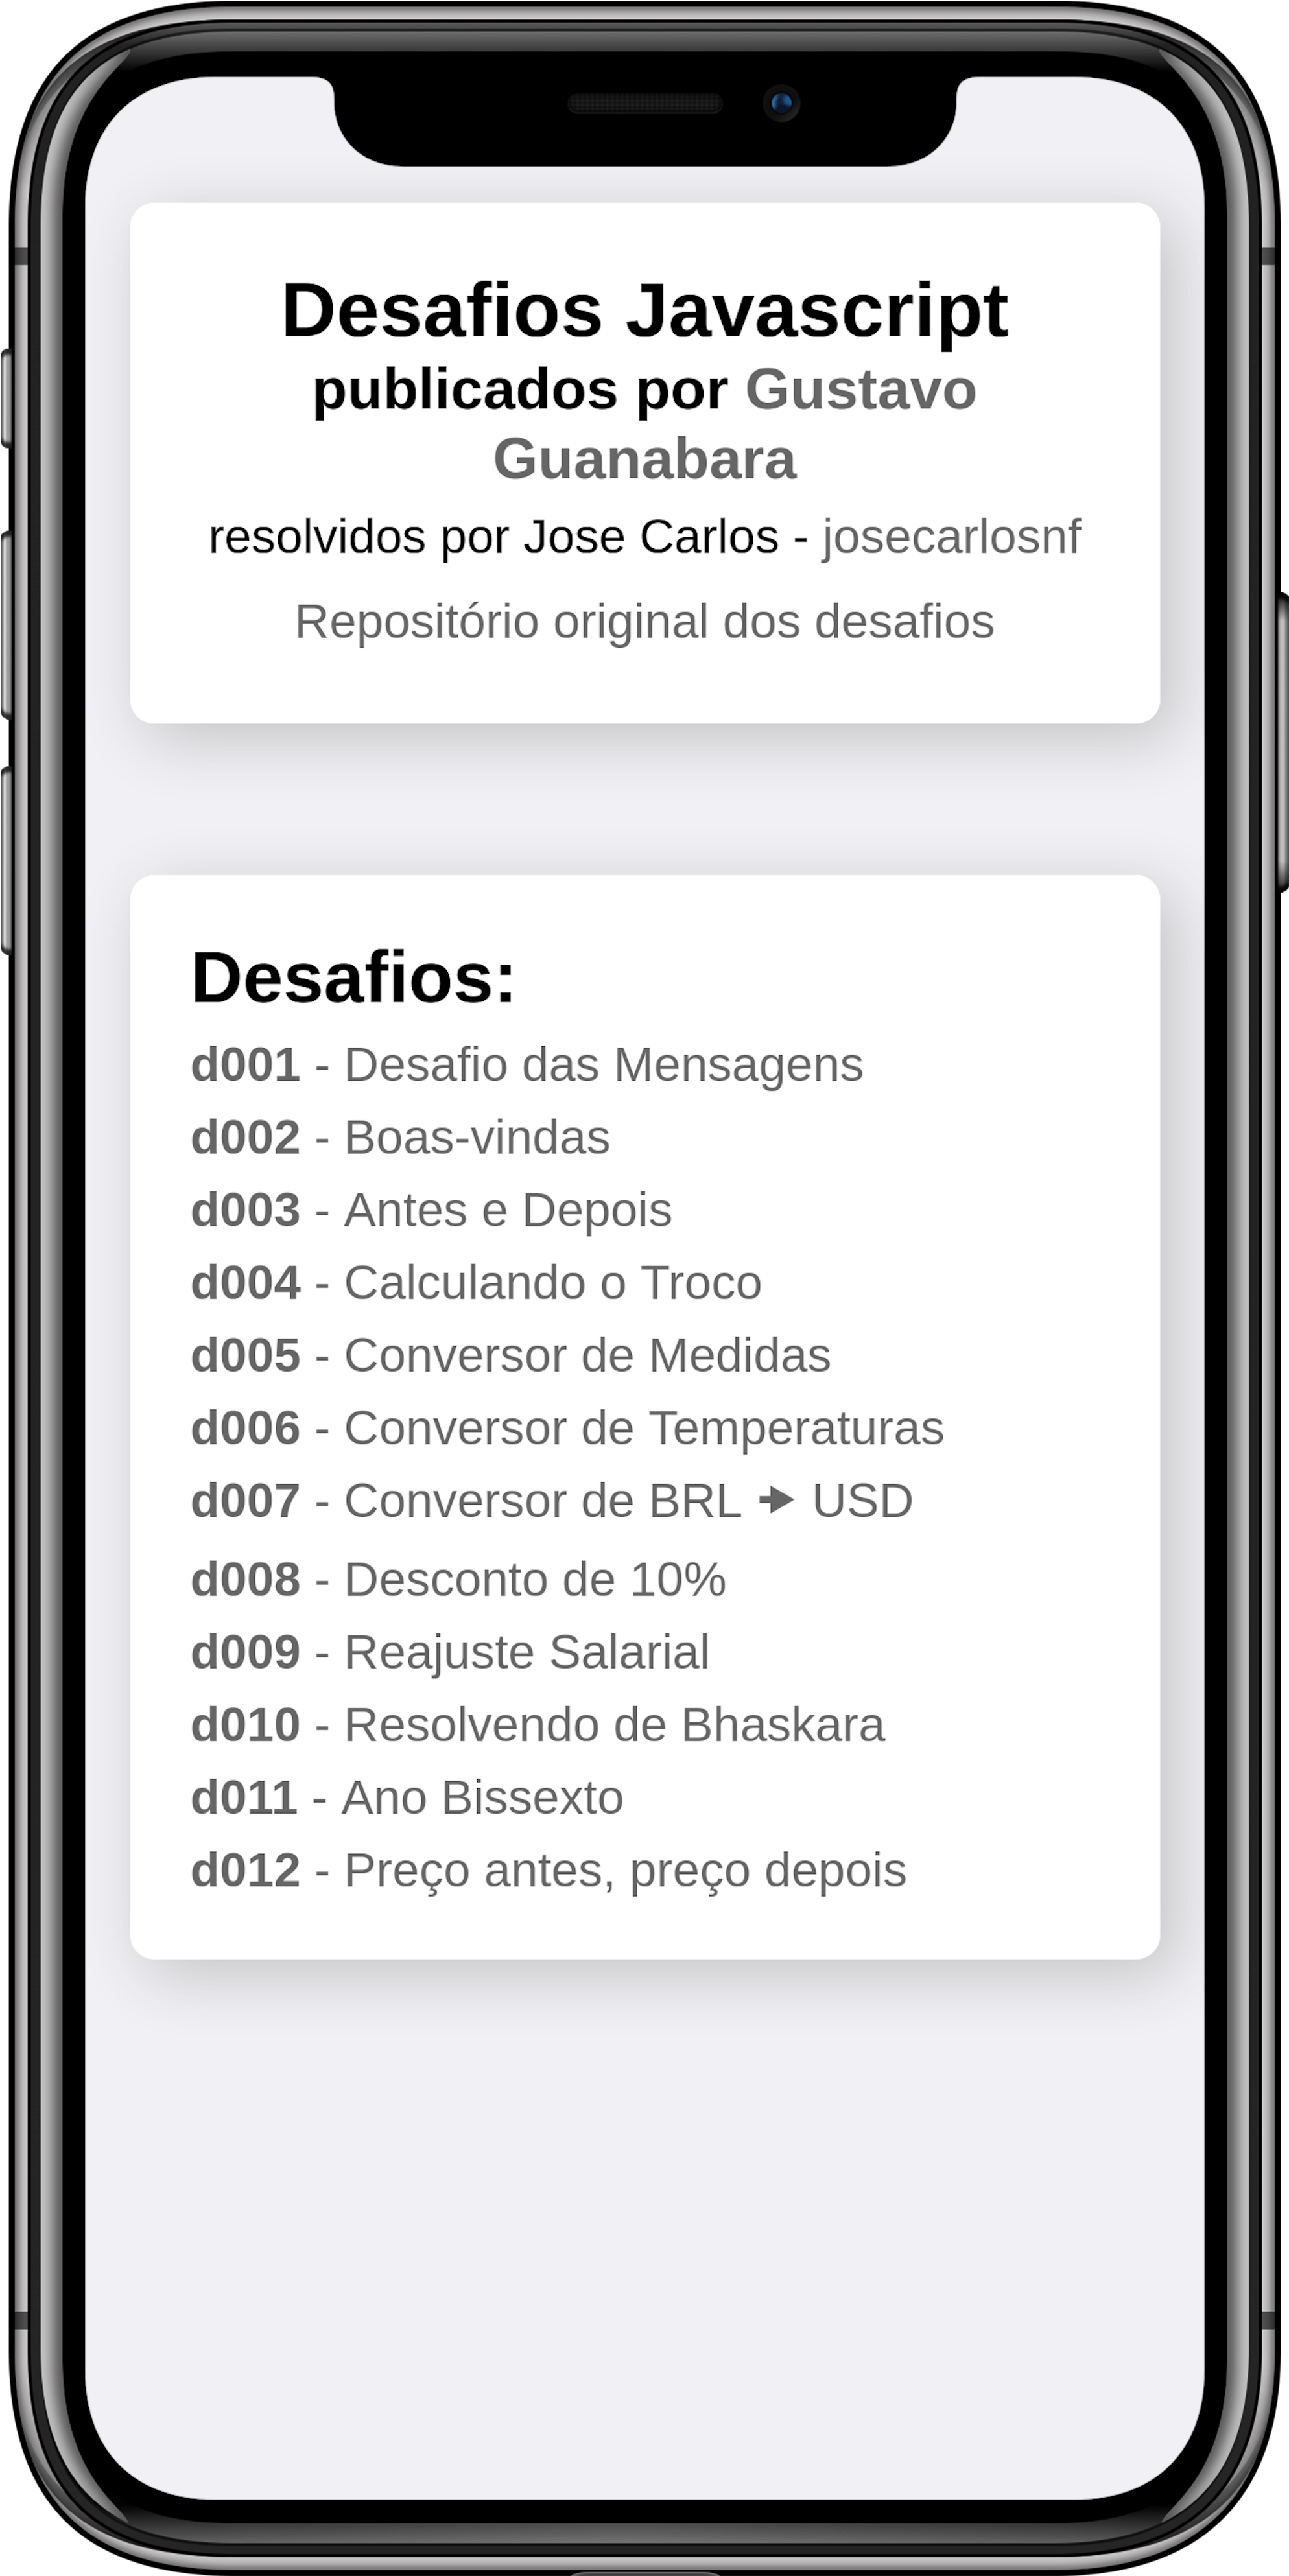 Desafios Javascript
publicados por Gustavo
Guanabara
resolvidos por Jose Carlos - josecarlosnf
Repositório original dos desafios
Desafios:
d001 - Desafio das Mensagens
d002 - Boas-vindas
d003 - Antes e Depois
d004 - Calculando o Troco
d005 - Conversor de Medidas
d006 - Conversor de Temperaturas
d007 - Conversor de BRL 🡆 USD
d008 - Desconto de 10%
d009 - Reajuste Salarial
d010 - Resolvendo de Bhaskara
d011 - Ano Bissexto
d012 - Preço antes, preço depois